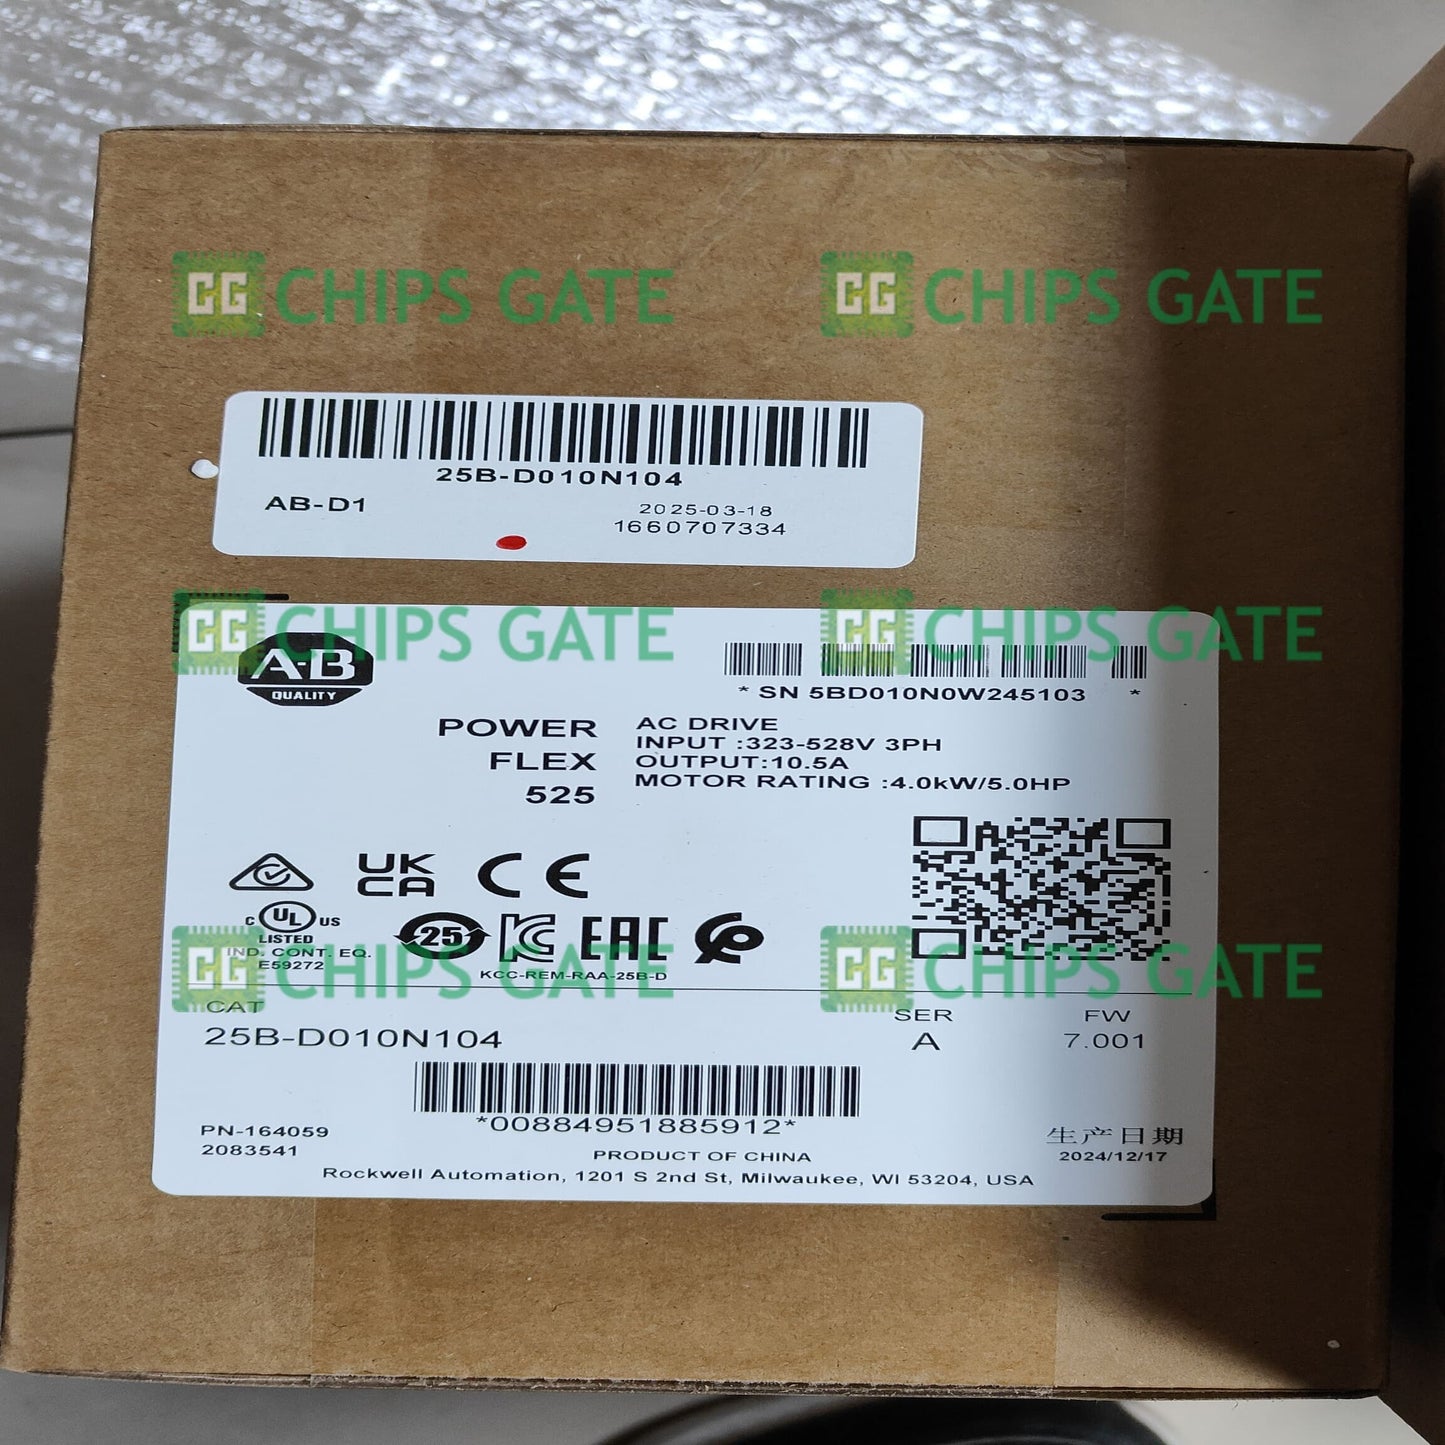 CG CHIPS GATE
CG CHIPS GATE
25B-D010N104
AB-D1
2025-03-18
1660707334
CG CHIPS GATE
CG CHIPS GATE
A-B
QUALITY
* SN 5BD010N0W245103 *
POWER
FLEX
525
AC DRIVE
INPUT :323-528V 3PH
OUTPUT:10.5A
MOTOR RATING :4.0kW/5.0HP
UK
CA
CE
C UL US
LISTED
IND. CONT. EQ.
E59272
25
KC
EAC
KCC-REM-RAA-25B-D
CG CHIPS GATE
CG CHIPS GATE
CAT
25B-D010N104
SER
A
FW
7.001
*00884951885912*
PN-164059
2083541
生产日期
2024/12/17
PRODUCT OF CHINA
Rockwell Automation, 1201 S 2nd St, Milwaukee, WI 53204, USA